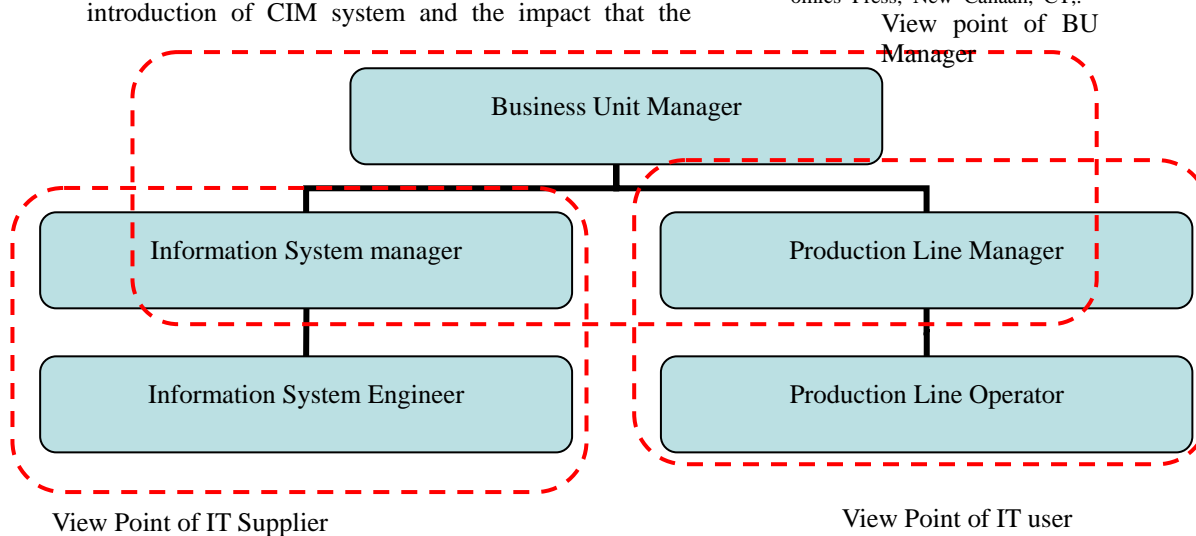 introduction of CIM system and the impact that the
View point of BU
Manager
Business Unit Manager
Information System manager
Production Line Manager
Information System Engineer
Production Line Operator
View Point of IT Supplier
View Point of IT user